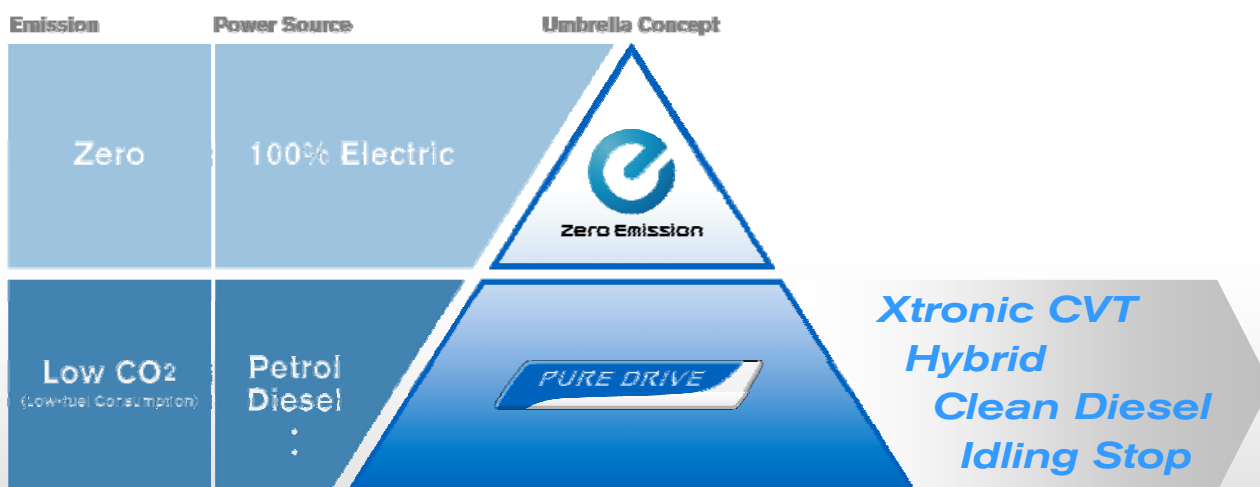 Emission Power Source Umbrella Concept
Zero 100% Electric
Zero Emission
Low CO2
(Low-fuel Consumption)
Petrol
Diesel
:
PURE DRIVE
Xtronic CVT
Hybrid
Clean Diesel
Idling Stop